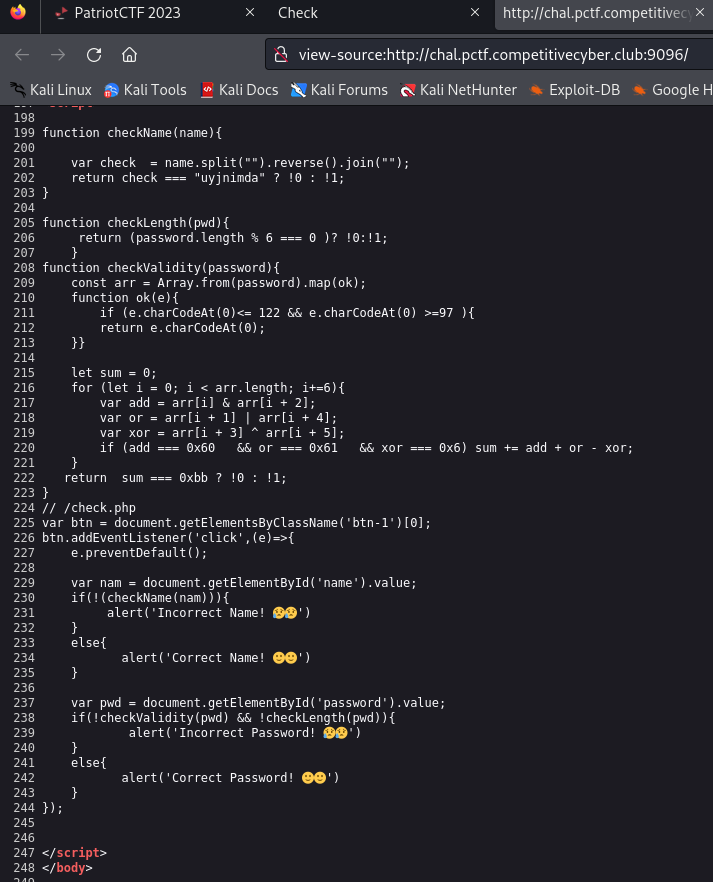 PatriotCTF 2023
Check
http://chal.pctf.competitivecy
view-source:http://chal.pctf.competitivecyber.club:9096/
Kali Linux Kali Tools Kali Docs Kali Forums Kali NetHunter Exploit-DB Google H
198
199 function checkName(name){
200
201     var check  = name.split("").reverse().join("");
202     return check === "uyjnimda" ? !0 : !1;
203 }
204
205 function checkLength(pwd){
206      return (password.length % 6 === 0 )? !0:!1;
207     }
208 function checkValidity(password){
209     const arr = Array.from(password).map(ok);
210     function ok(e){
211         if (e.charCodeAt(0)<= 122 && e.charCodeAt(0) >=97 ){
212         return e.charCodeAt(0);
213     }}
214
215     let sum = 0;
216     for (let i = 0; i < arr.length; i+=6){
217         var add = arr[i] & arr[i + 2];
218         var or = arr[i + 1] | arr[i + 4];
219         var xor = arr[i + 3] ^ arr[i + 5];
220         if (add === 0x60   && or === 0x61   && xor === 0x6) sum += add + or - xor;
221     }
222    return  sum === 0xbb ? !0 : !1;
223 }
224 // /check.php
225 var btn = document.getElementsByClassName('btn-1')[0];
226 btn.addEventListener('click',(e)=>{
227     e.preventDefault();
228
229     var nam = document.getElementById('name').value;
230     if(!(checkName(nam))){
231          alert('Incorrect Name! 😢😢')
232     }
233     else{
234            alert('Correct Name! 🙂🙂')
235     }
236
237     var pwd = document.getElementById('password').value;
238     if(!checkValidity(pwd) && !checkLength(pwd)){
239             alert('Incorrect Password! 😢😢')
240     }
241     else{
242            alert('Correct Password! 🙂🙂')
243     }
244 });
245
246
247 </script>
248 </body>